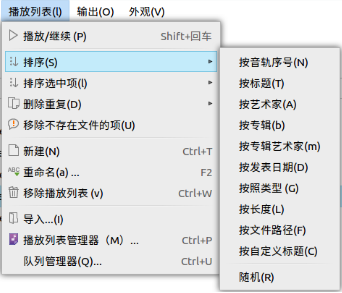 播放列表(l) 输出(O) 外观(V)
播放/继续 (P) Shift+回车
排序(S)
排序选中项(l)
删除重复(D)
移除不存在文件的项(U)
新建(N) Ctrl+T
重命名(a) ... F2
移除播放列表 (v) Ctrl+W
导入...(I)
播放列表管理器（M）... Ctrl+P
队列管理器(Q)... Ctrl+U
按音轨序号(N)
按标题(T)
按艺术家(A)
按专辑(b)
按专辑艺术家(m)
按发表日期(D)
按照类型 (G)
按长度(L)
按文件路径(F)
按自定义标题(C)
随机(R)